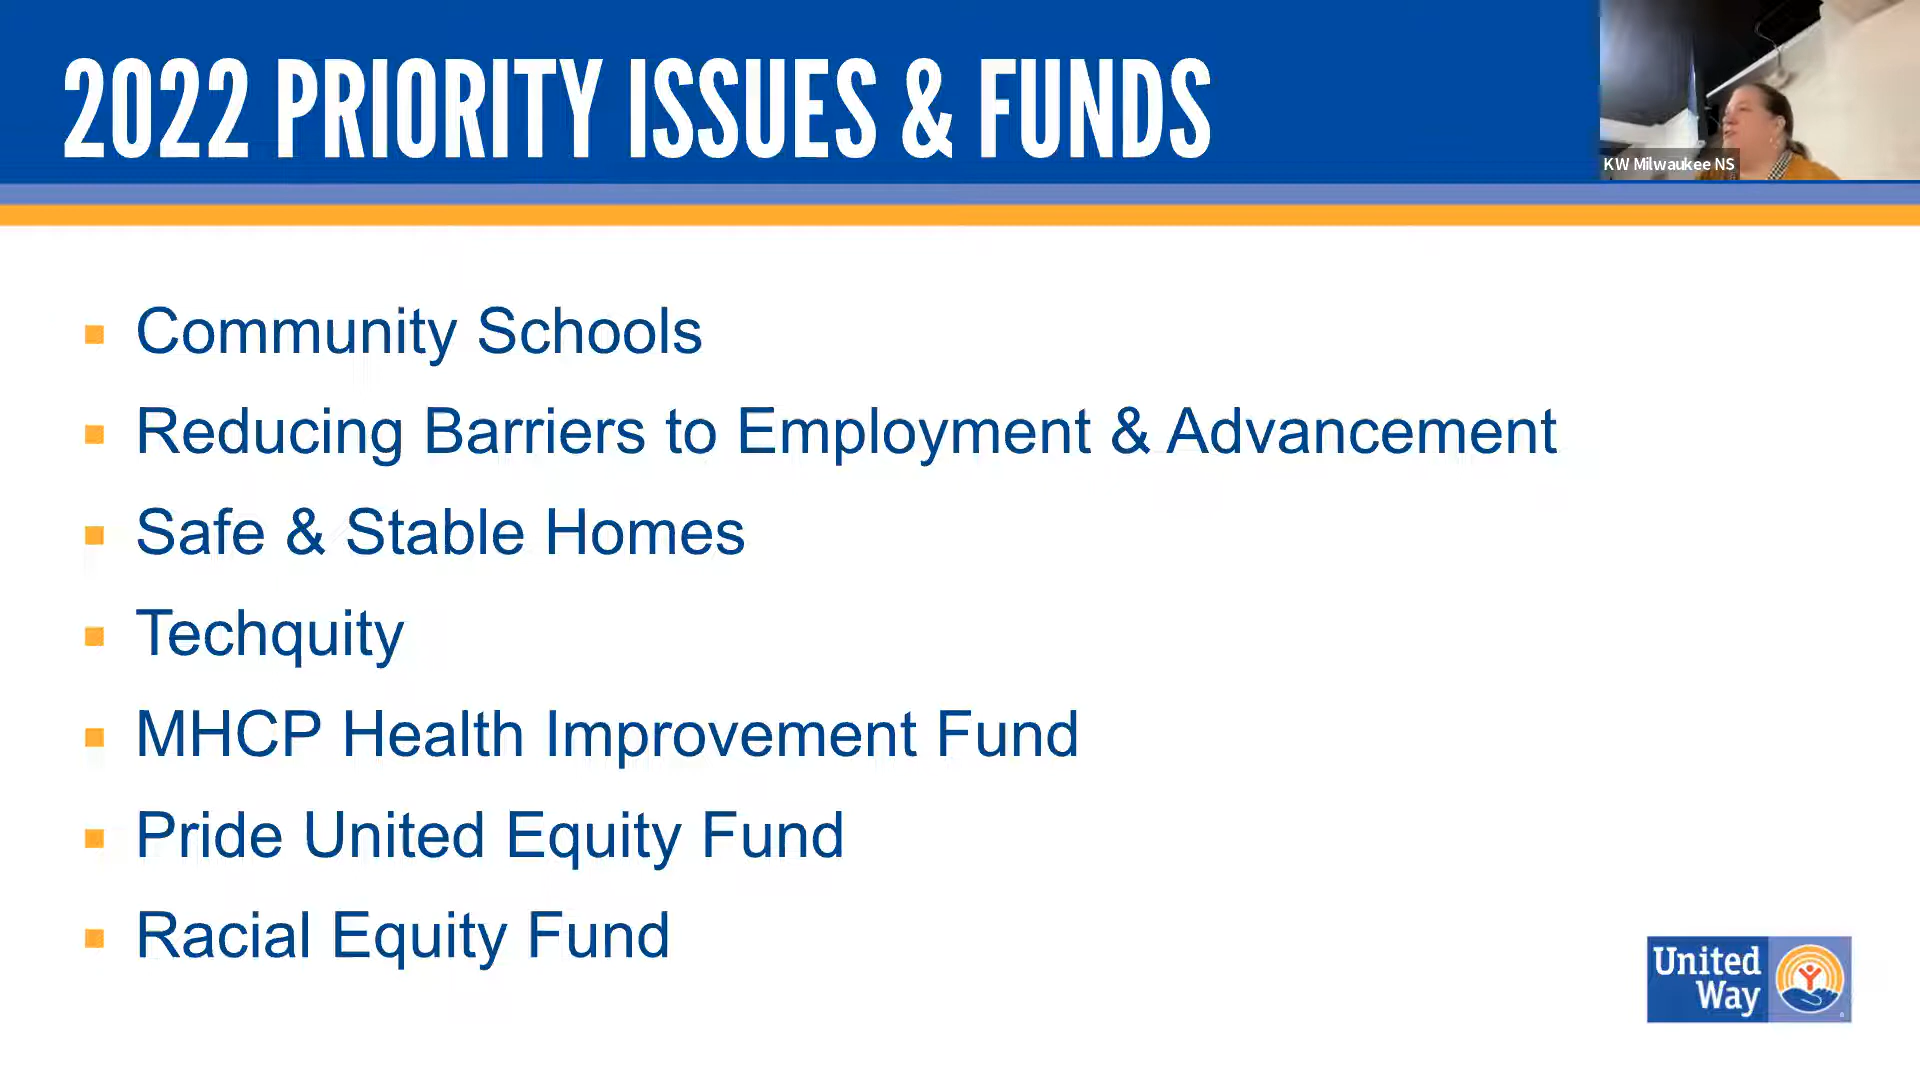 2022 PRIORITY ISSUES & FUNDS
KW Milwaukee NS
Community Schools
Reducing Barriers to Employment & Advancement
Safe & Stable Homes
Techquity
MHCP Health Improvement Fund
Pride United Equity Fund
Racial Equity Fund
United
Way